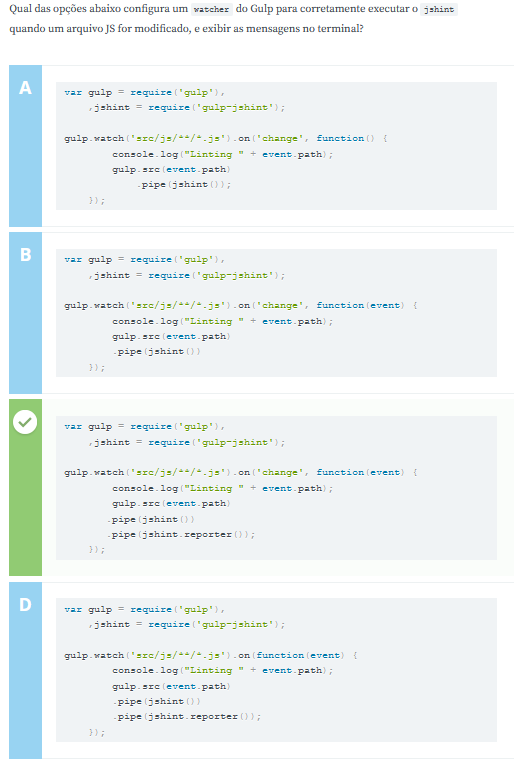 Qual das opções abaixo configura um watcher do Gulp para corretamente executar o jshint
quando um arquivo JS for modificado, e exibir as mensagens no terminal?
A
var gulp = require('gulp'),
,jshint = require('gulp-jshint');
gulp.watch('src/js/**/*.js').on('change', function() {
console.log("Linting " + event.path);
gulp.src(event.path)
.pipe(jshint());
});
B
var gulp = require('gulp'),
,jshint = require('gulp-jshint');
gulp.watch('src/js/**/*.js').on('change', function(event) {
console.log("Linting " + event.path);
gulp.src(event.path)
.pipe(jshint())
});
var gulp = require('gulp'),
,jshint = require('gulp-jshint');
gulp.watch('src/js/**/*.js').on('change', function(event) {
console.log("Linting " + event.path);
gulp.src(event.path)
.pipe(jshint())
.pipe(jshint.reporter());
});
D
var gulp = require('gulp'),
,jshint = require('gulp-jshint');
gulp.watch('src/js/**/*.js').on(function(event) {
console.log("Linting " + event.path);
gulp.src(event.path)
.pipe(jshint())
.pipe(jshint.reporter());
});